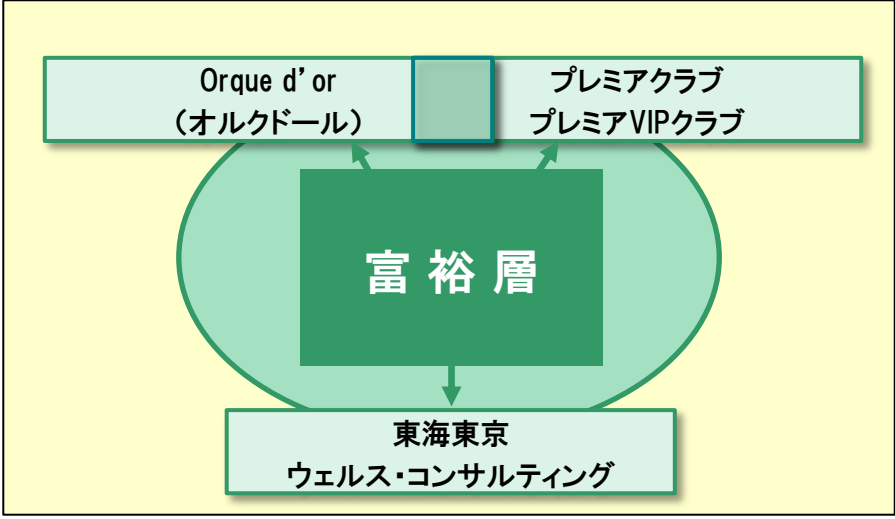 Orque d’or
（オルクドール）
プレミアクラブ
プレミアVIPクラブ
富裕層
東海東京
ウェルス・コンサルティング